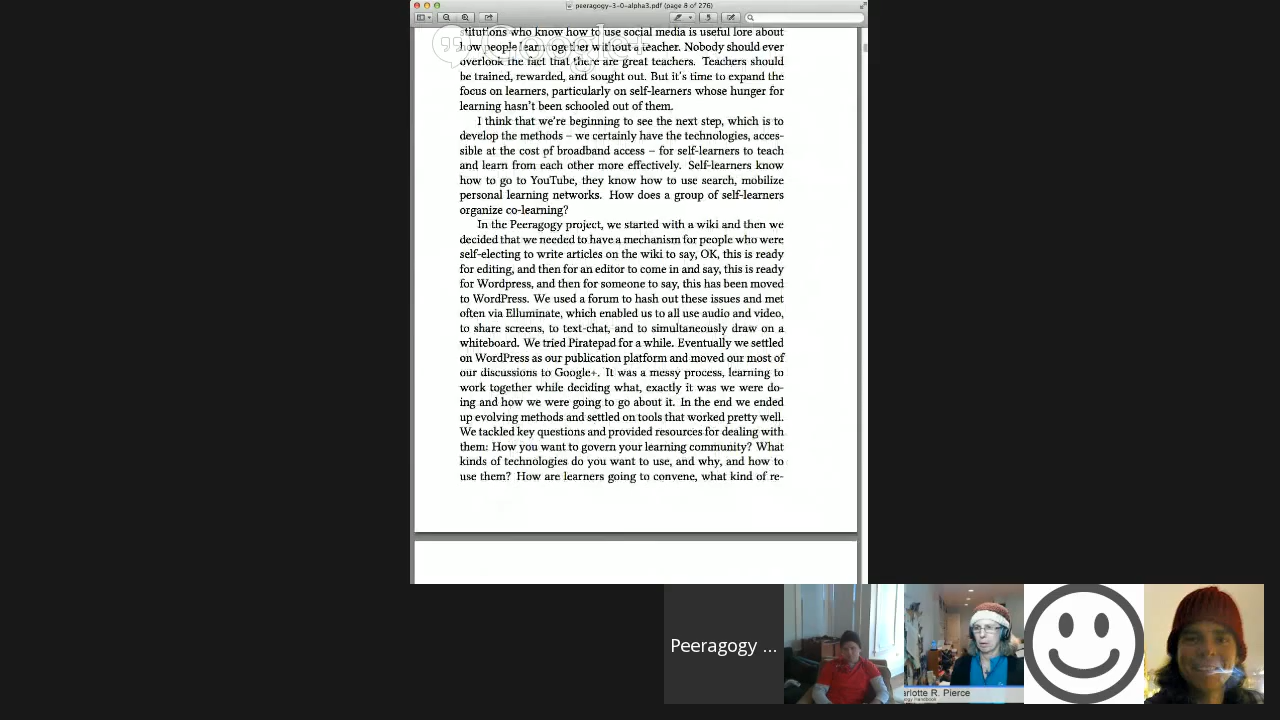 peeragogy-3-0-alpha3.pdf (page 8 of 276)
Google+
stitutions who know how to use social media is useful lore about
how people learn together without a teacher. Nobody should ever
overlook the fact that there are great teachers. Teachers should
be trained, rewarded, and sought out. But it's time to expand the
focus on learners, particularly on self-learners whose hunger for
learning hasn't been schooled out of them.
I think that we're beginning to see the next step, which is to
develop the methods – we certainly have the technologies, acces-
sible at the cost of broadband access – for self-learners to teach
and learn from each other more effectively. Self-learners know
how to go to YouTube, they know how to use search, mobilize
personal learning networks. How does a group of self-learners
organize co-learning?
In the Peeragogy project, we started with a wiki and then we
decided that we needed to have a mechanism for people who were
self-electing to write articles on the wiki to say, OK, this is ready
for editing, and then for an editor to come in and say, this is ready
for Wordpress, and then for someone to say, this has been moved
to WordPress. We used a forum to hash out these issues and met
often via Elluminate, which enabled us to all use audio and video,
to share screens, to text-chat, and to simultaneously draw on a
whiteboard. We tried Piratepad for a while. Eventually we settled
on WordPress as our publication platform and moved our most of
our discussions to Google+. It was a messy process, learning to
work together while deciding what, exactly it was we were do-
ing and how we were going to go about it. In the end we ended
up evolving methods and settled on tools that worked pretty well.
We tackled key questions and provided resources for dealing with
them: How you want to govern your learning community? What
kinds of technologies do you want to use, and why, and how to
use them? How are learners going to convene, what kind of re-
Peeragogy ...
arlotte R. Pierce